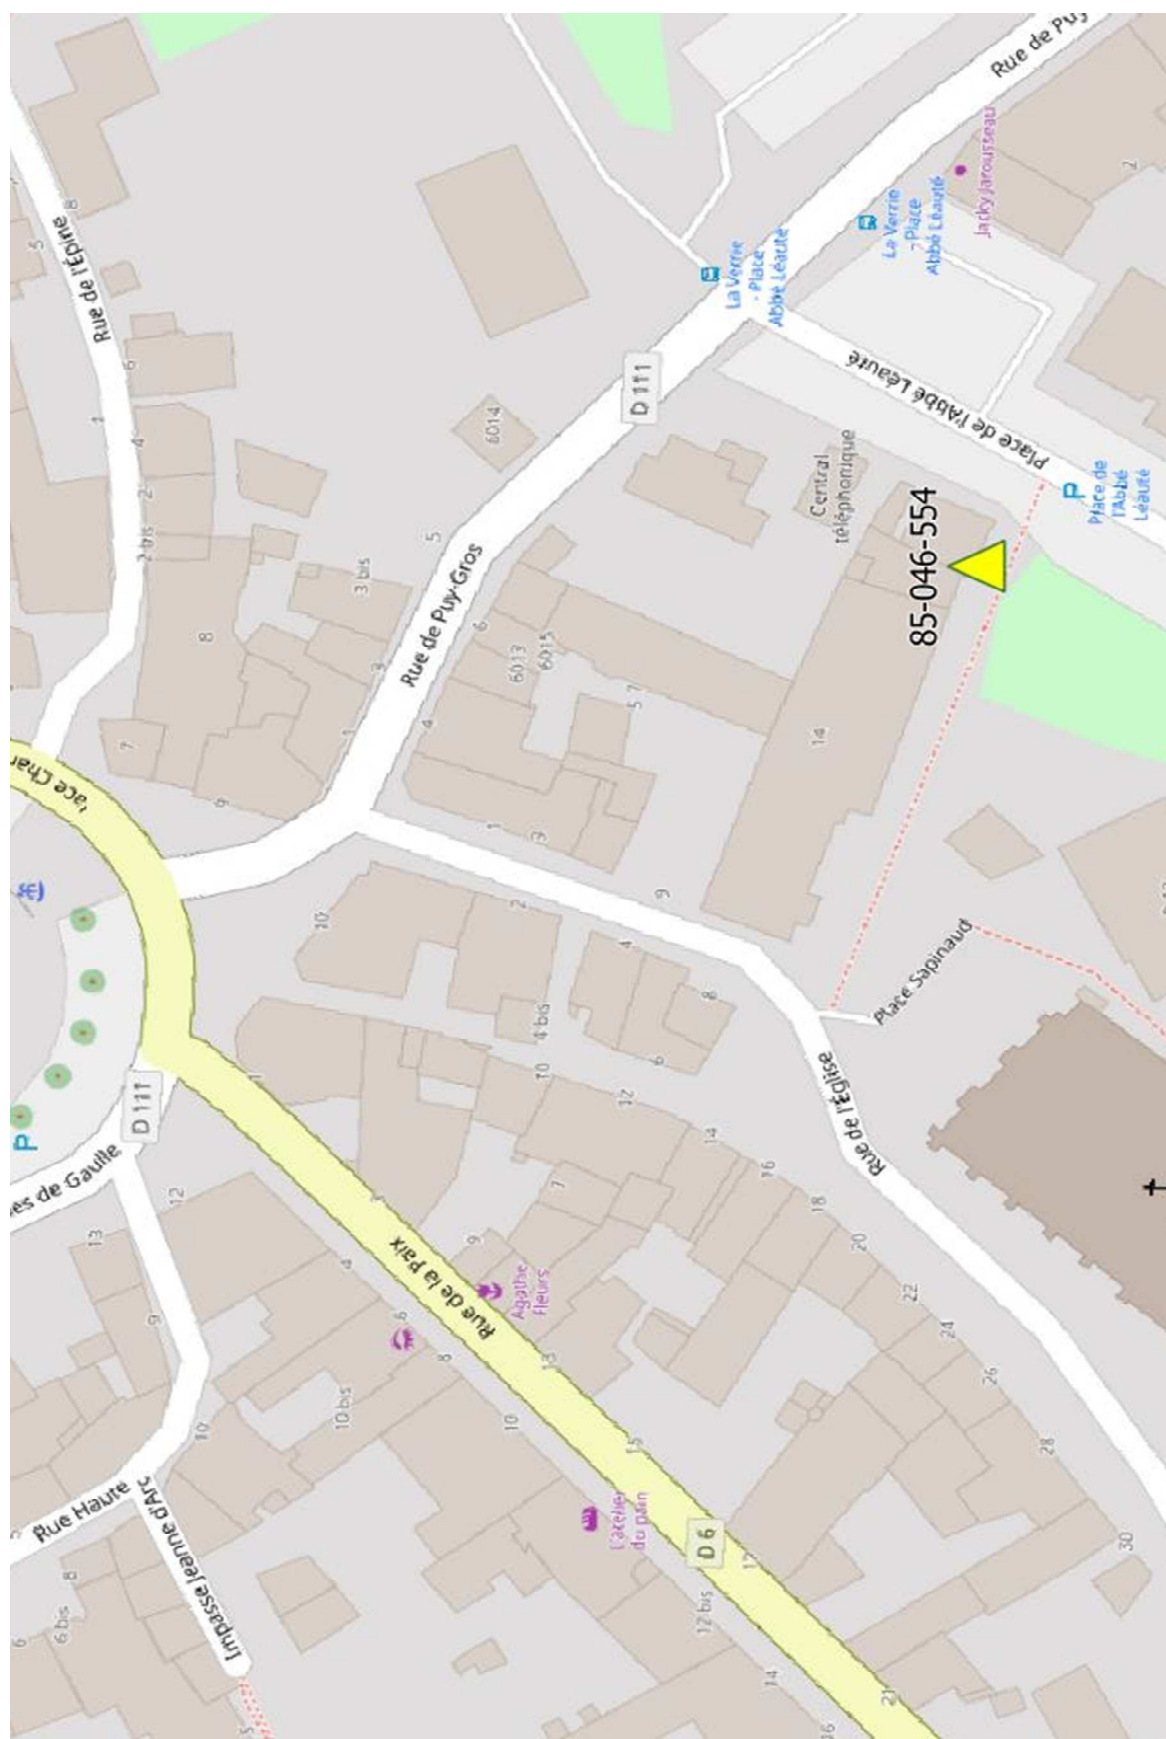 Rue de l'Épine
5
8
1
6
4
2
2 bis
8
7
9
10
Rue de Puy-Gros
1
3
3 bis
5
6014
4
6
6013
6015
5
7
D 111
La Verrie
- Place
Abbé Léauté
La Verrie
- Place
Abbé Léauté
Rue de Puy
Jacky Jarousseau
2
Place de l'Abbé Léauté
P
Place de
l'Abbé
Léauté
Central
téléphonique
85-046-554
14
1
3
9
2
4
8
6
4 bis
10
12
14
16
18
20
22
24
26
28
30
Place Sapinaud
Rue de l'Église
P
D 111
es de Gaulle
13
12
9
10
Rue Haute
Impasse Jeanne d'Arc
6
6 bis
8
5
1
4
6
8
10 bis
10
Rue de la Paix
7
9
Agathe
Fleurs
13
15
L'atelier
du pain
D 6
17
12 bis
14
16
21